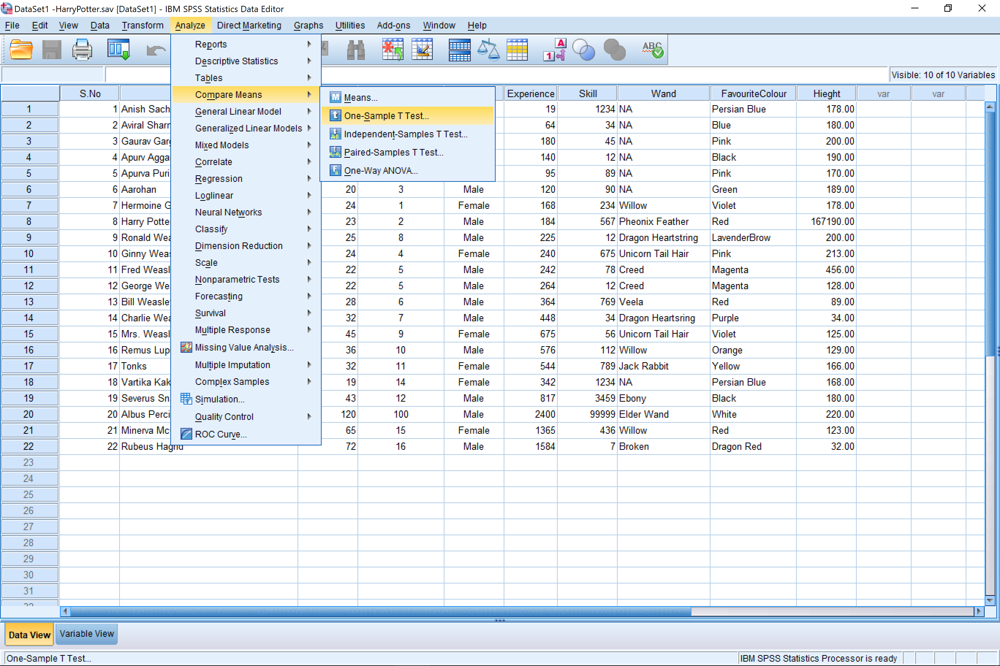 DataSet1 -HarryPotter.sav [DataSet1] - IBM SPSS Statistics Data Editor
File Edit View Data Transform Analyze Direct Marketing Graphs Utilities Add-ons Window Help
ABC
A
1
Visible: 10 of 10 Variables
Reports
Descriptive Statistics
Tables
Compare Means
General Linear Model
Generalized Linear Models
Mixed Models
Correlate
Regression
Loglinear
Neural Networks
Classify
Dimension Reduction
Scale
Nonparametric Tests
Forecasting
Survival
Multiple Response
Missing Value Analysis...
Multiple Imputation
Complex Samples
Simulation...
Quality Control
ROC Curve...
Means...
One-Sample T Test...
Independent-Samples T Test...
Paired-Samples T Test...
One-Way ANOVA...
S.No Experience Skill Wand FavouriteColour Hieght var var
1 1 Anish Sach 19 1234 NA Persian Blue 178.00
2 2 Aviral Sharr 64 34 NA Blue 180.00
3 3 Gaurav Garg 180 45 NA Pink 200.00
4 4 Apurv Agga 140 12 NA Black 190.00
5 5 Apurva Puri 95 89 NA Pink 170.00
6 6 Aarohan 20 3 Male 120 90 NA Green 189.00
7 7 Hermoine G 24 1 Female 168 234 Willow Violet 178.00
8 8 Harry Potte 23 2 Male 184 567 Pheonix Feather Red 167190.00
9 9 Ronald Wea 25 8 Male 225 12 Dragon Heartstring LavenderBrow 200.00
10 10 Ginny Weas 24 4 Female 240 675 Unicorn Tail Hair Pink 213.00
11 11 Fred Weasl 22 5 Male 242 78 Creed Magenta 456.00
12 12 George We 22 5 Male 264 12 Creed Magenta 128.00
13 13 Bill Weasle 28 6 Male 364 769 Veela Red 89.00
14 14 Charlie Wea 32 7 Male 448 34 Dragon Heartsring Purple 34.00
15 15 Mrs. Weasl 45 9 Female 675 56 Unicorn Tail Hair Violet 125.00
16 16 Remus Lup 36 10 Male 576 112 Willow Orange 129.00
17 17 Tonks 32 11 Female 544 789 Jack Rabbit Yellow 166.00
18 18 Vartika Kak 19 14 Female 342 1234 NA Persian Blue 168.00
19 19 Severus Sn 43 12 Male 817 3459 Ebony Black 180.00
20 20 Albus Perci 120 100 Male 2400 99999 Elder Wand White 220.00
21 21 Minerva Mc 65 15 Female 1365 436 Willow Red 123.00
22 22 Rubeus Hagrid 72 16 Male 1584 7 Broken Dragon Red 32.00
23
24
25
26
27
28
29
30
31
Data View Variable View
One-Sample T Test... IBM SPSS Statistics Processor is ready